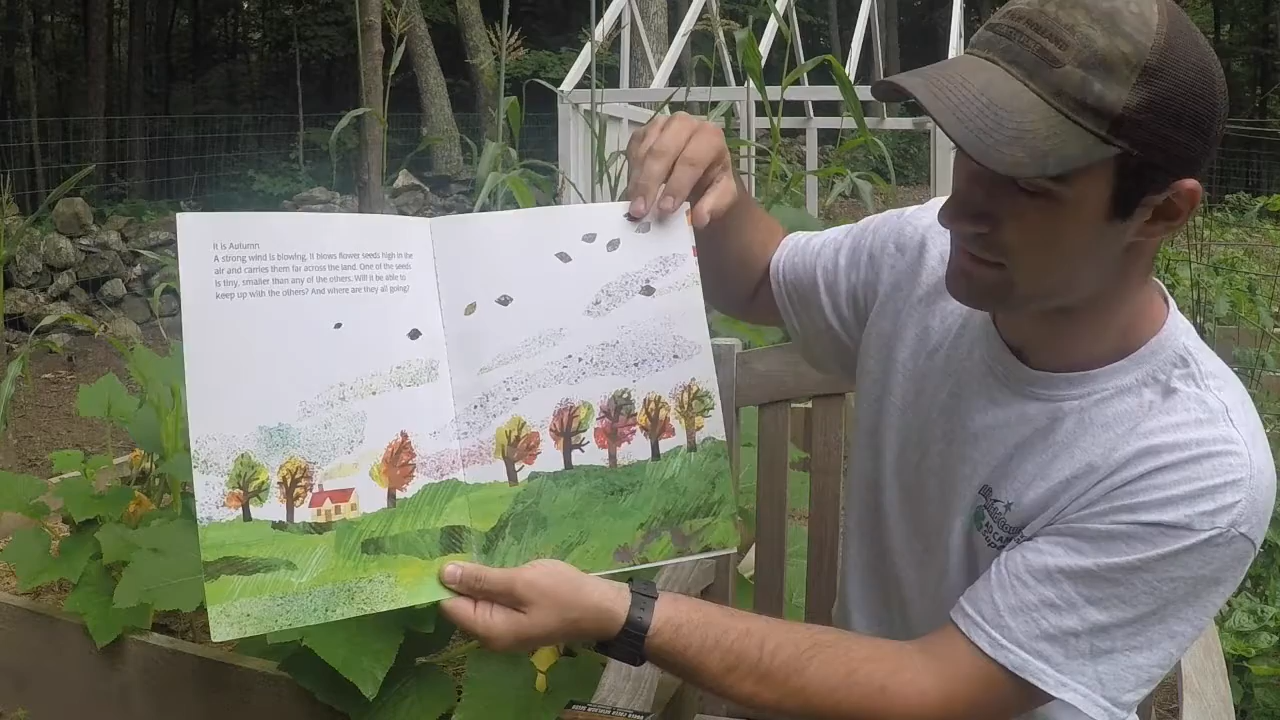 It is Autumn
A strong wind is blowing. It blows flower seeds high in the
air and carries them far across the land. One of the seeds
is tiny, smaller than any of the others. Will it be able to
keep up with the others? And where are they all going?